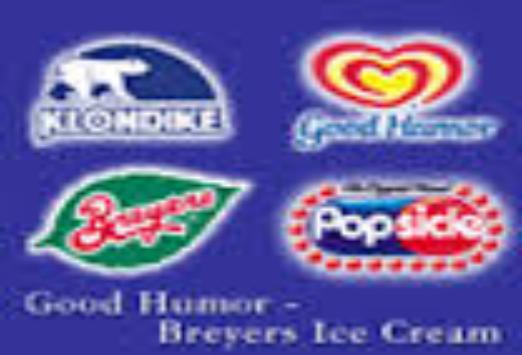 KLONDIKE
Good Humor
Breyers
Popsicle
Good Humor -
Breyers Ice Cream